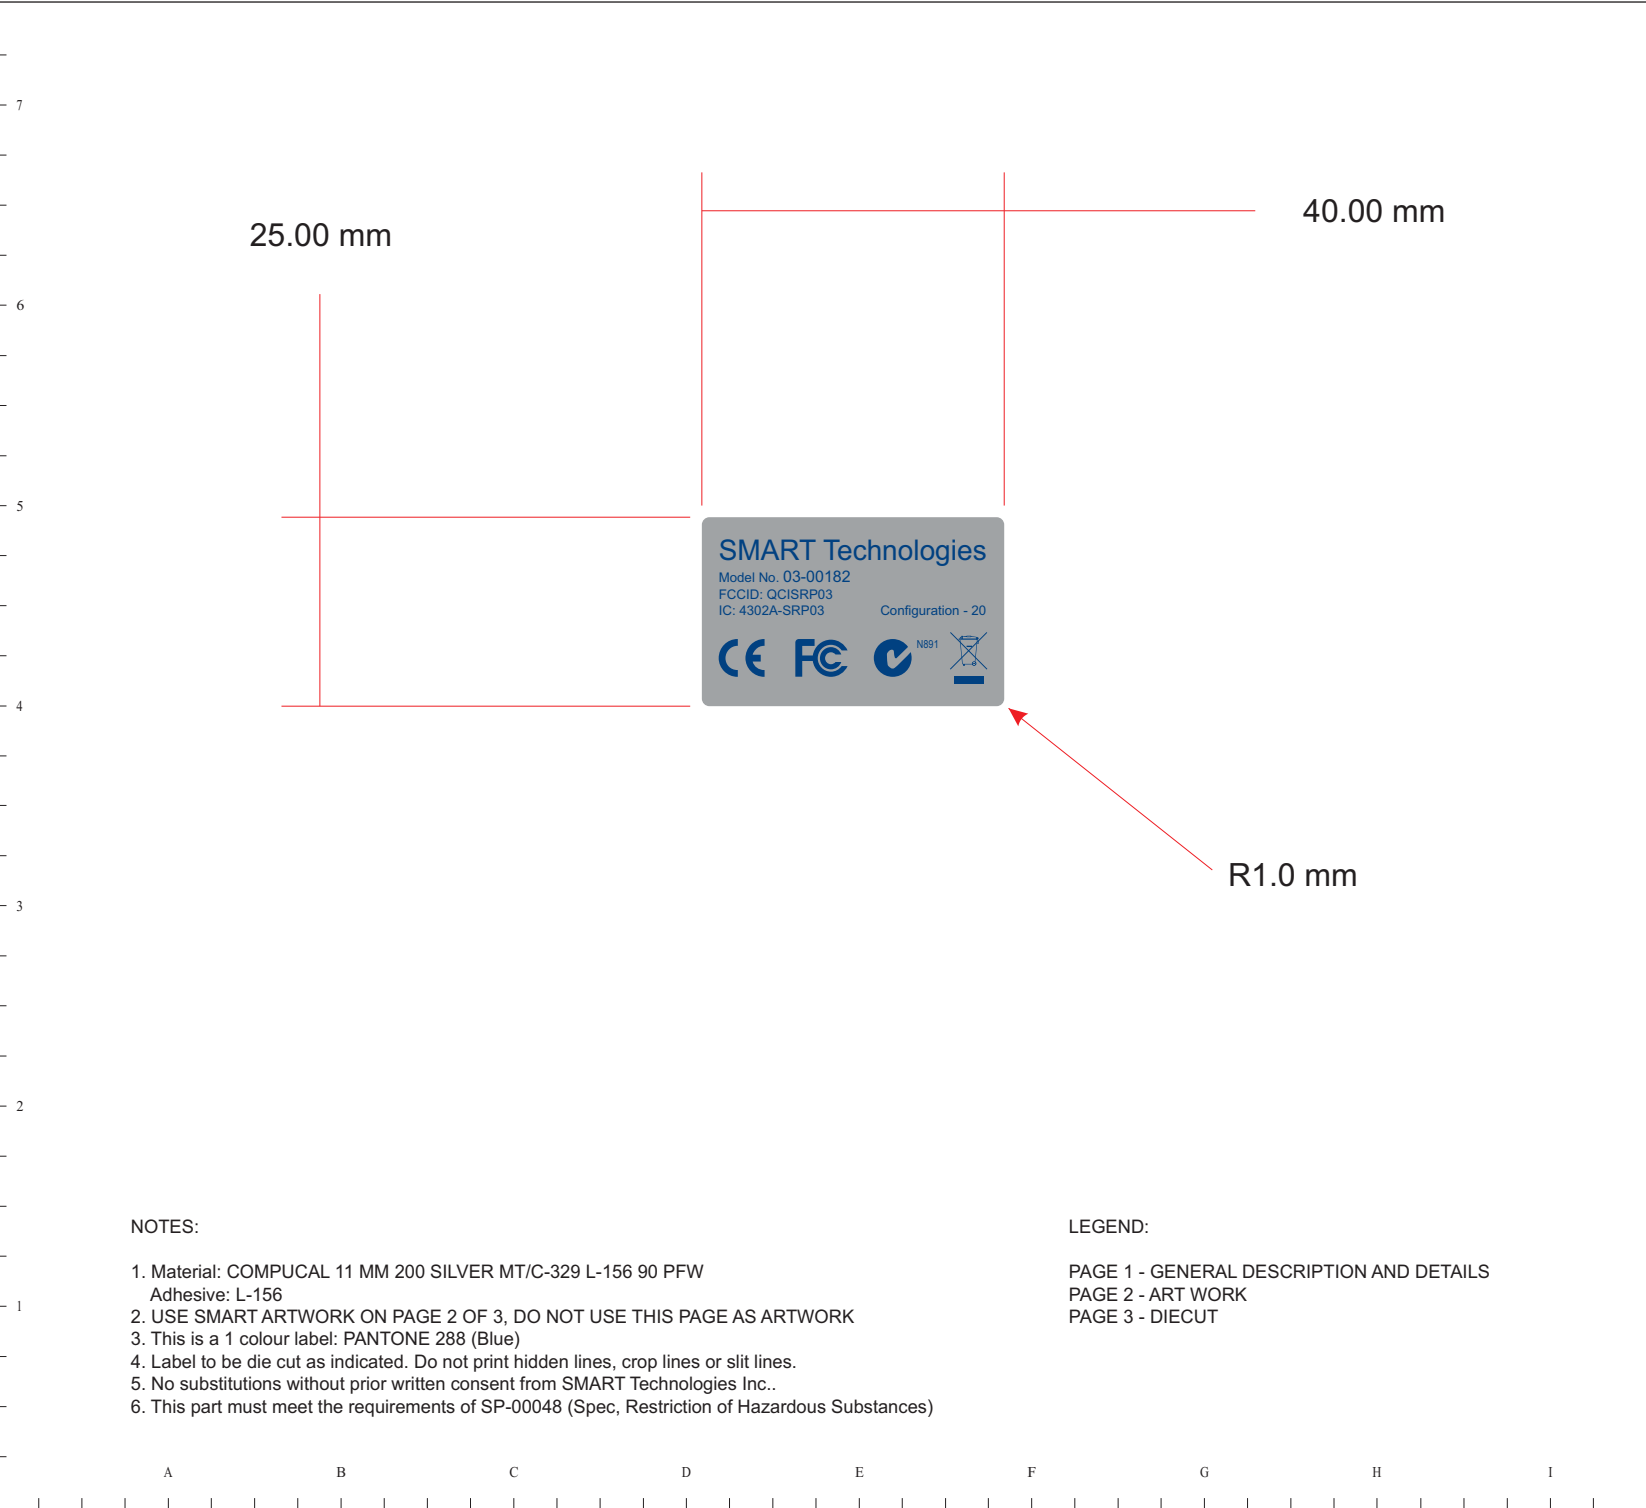 7
40.00 mm
25.00 mm
6
5
SMART Technologies
Model No. 03-00182
FCCID: QCISRP03
IC: 4302A-SRP03 Configuration - 20
CE FC N891
4
R1.0 mm
3
2
NOTES:
1. Material: COMPUCAL 11 MM 200 SILVER MT/C-329 L-156 90 PFW
Adhesive: L-156
2. USE SMART ARTWORK ON PAGE 2 OF 3, DO NOT USE THIS PAGE AS ARTWORK
3. This is a 1 colour label: PANTONE 288 (Blue)
4. Label to be die cut as indicated. Do not print hidden lines, crop lines or slit lines.
5. No substitutions without prior written consent from SMART Technologies Inc..
6. This part must meet the requirements of SP-00048 (Spec, Restriction of Hazardous Substances)
LEGEND:
PAGE 1 - GENERAL DESCRIPTION AND DETAILS
PAGE 2 - ART WORK
PAGE 3 - DIECUT
1
A B C D E F G H I